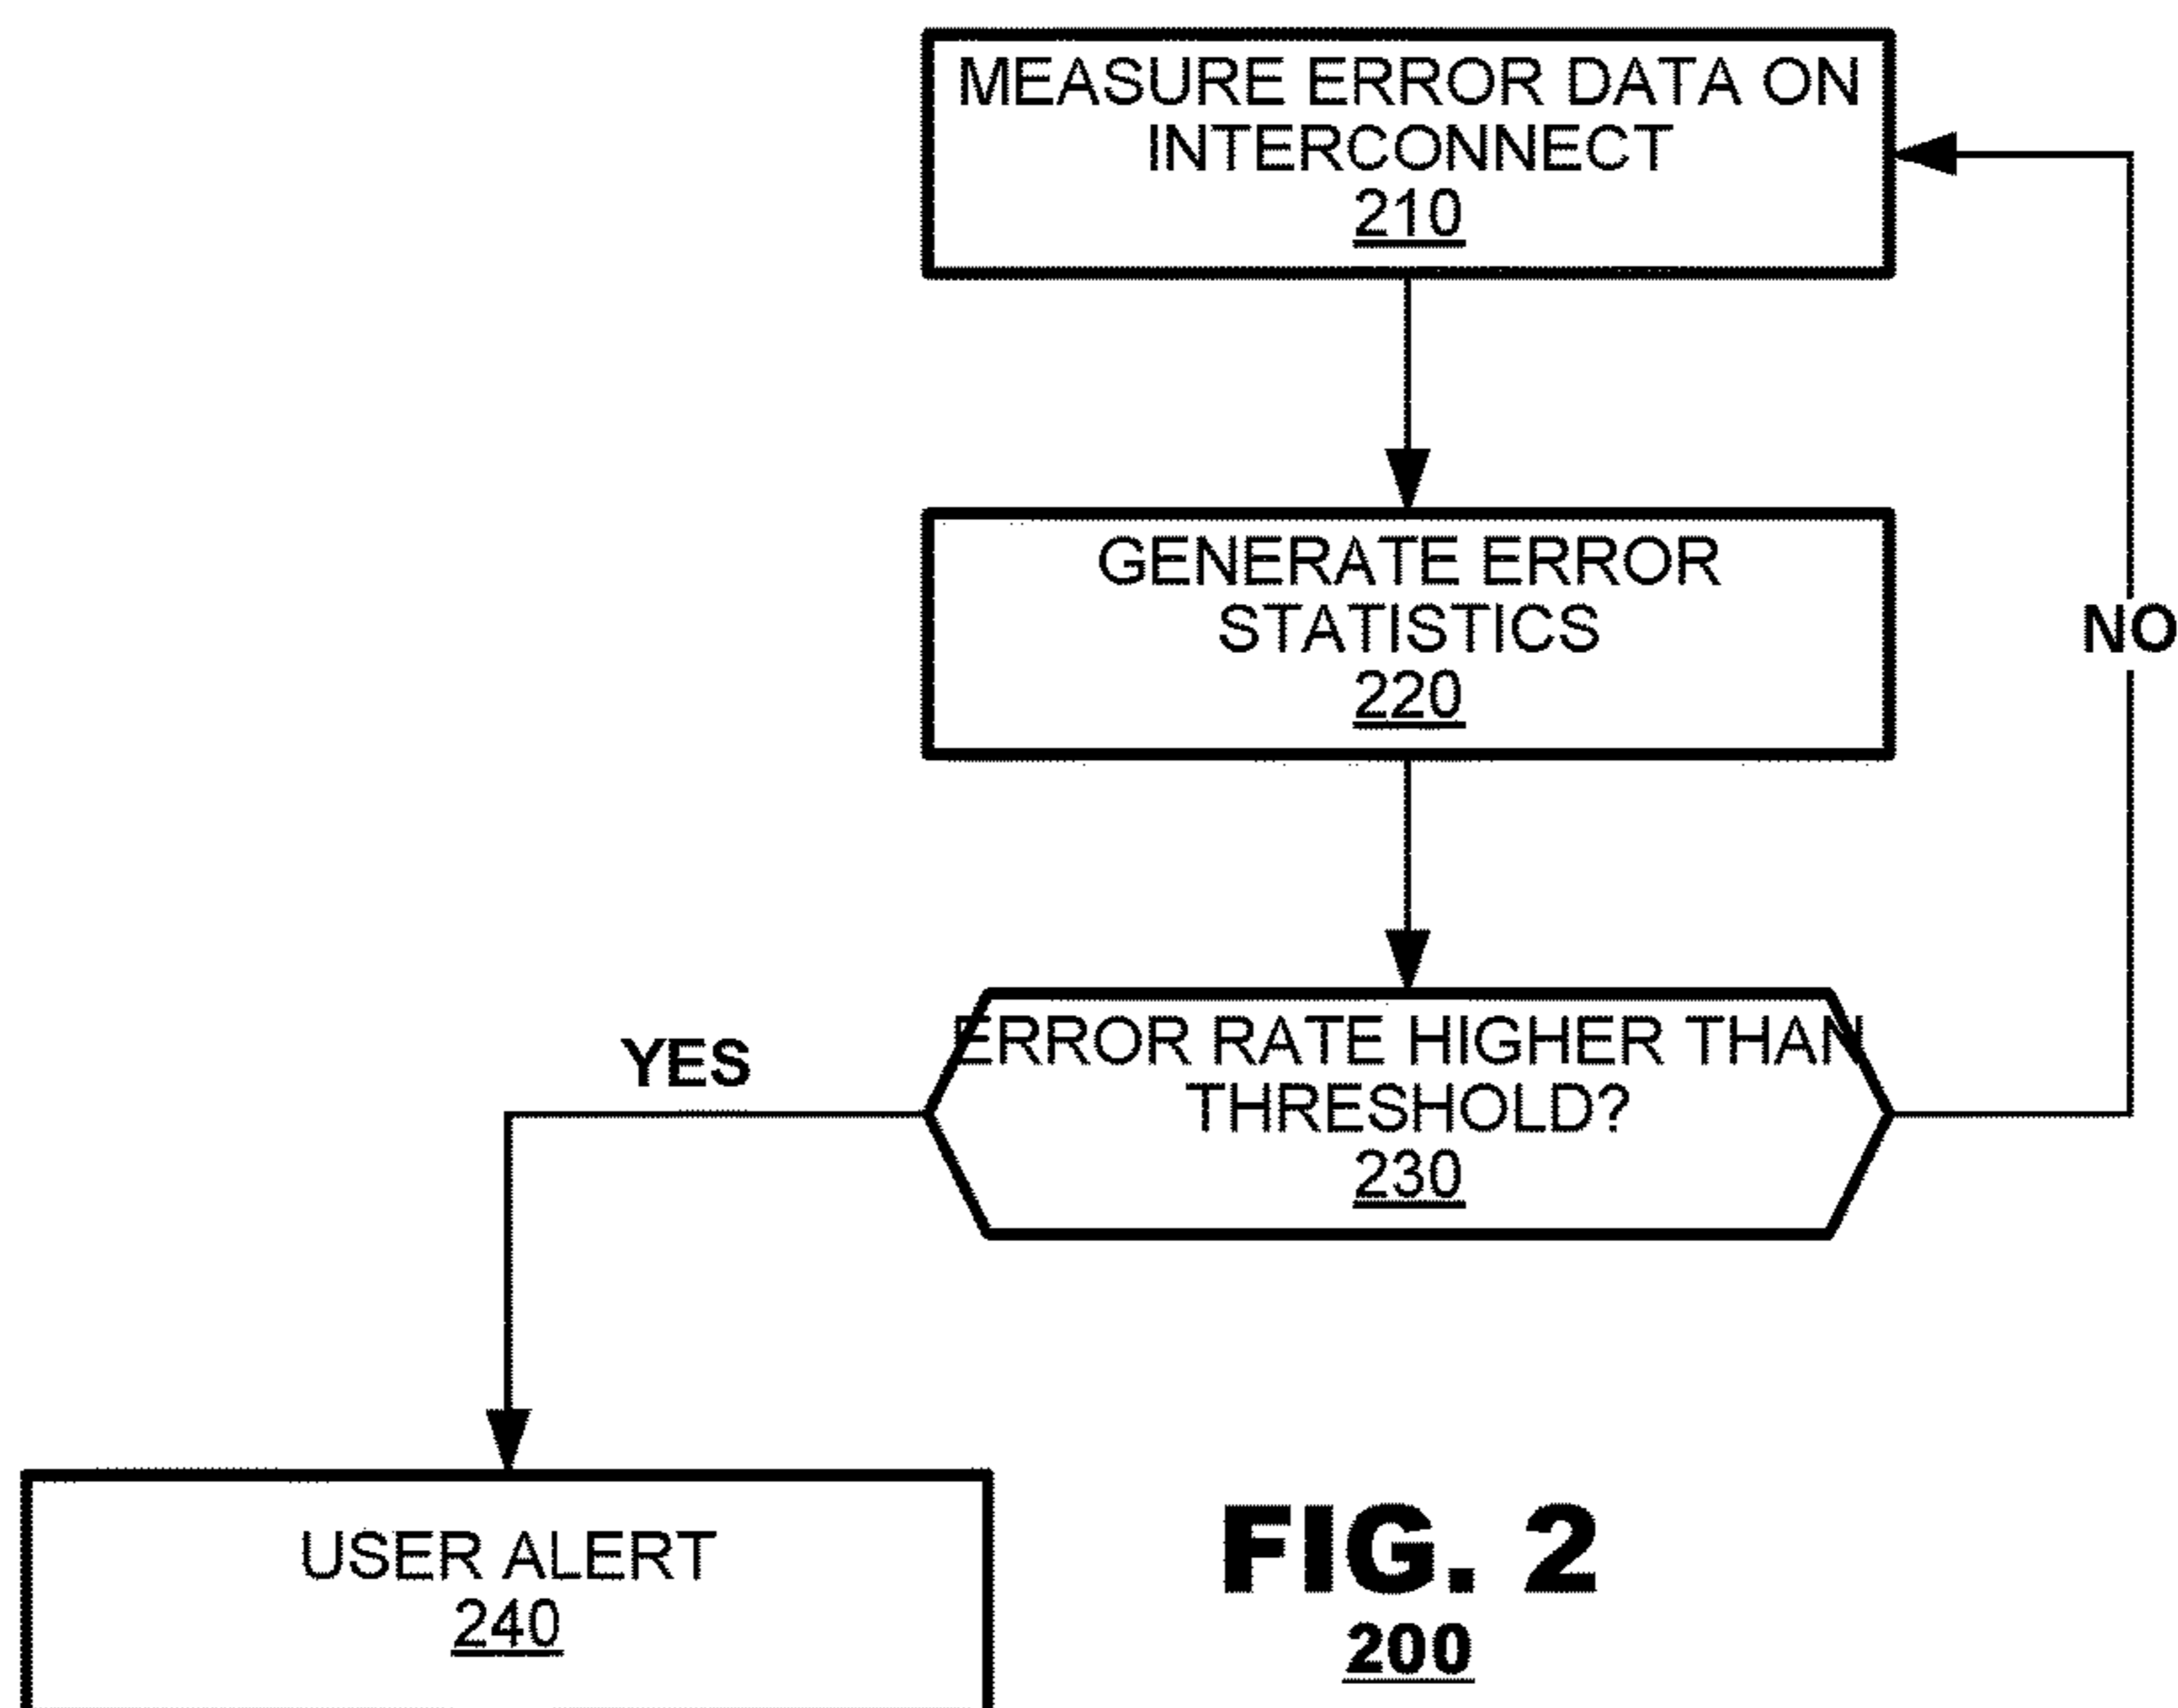 MEASURE ERROR DATA ON
INTERCONNECT
210
GENERATE ERROR
STATISTICS
220
NO
ERROR RATE HIGHER THAN
THRESHOLD?
230
YES
USER ALERT
240
FIG. 2
200